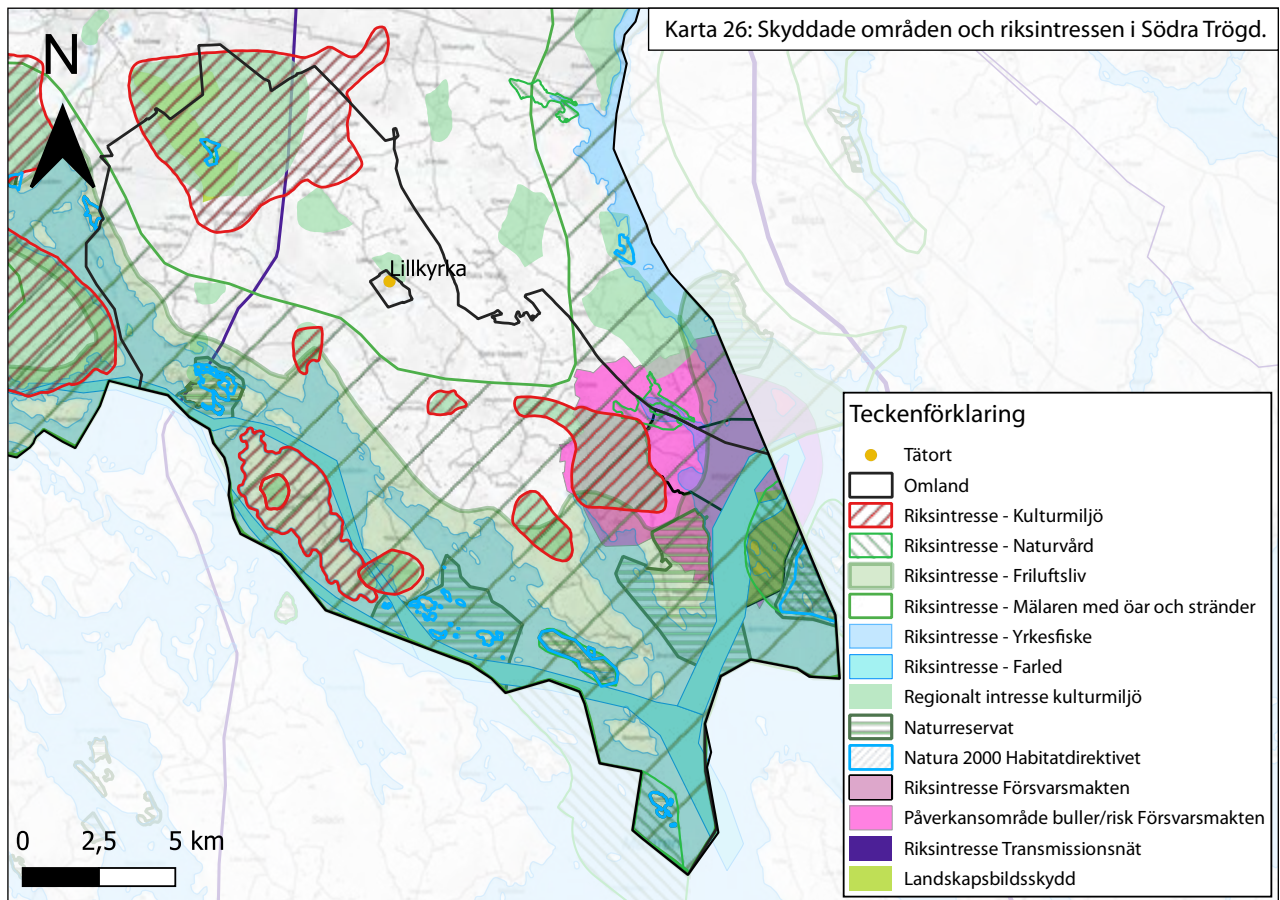 Karta 26: Skyddade områden och riksintressen i Södra Trögd.
N
Lillkyrka
Teckenförklaring
Tätort
Omland
Riksintresse - Kulturmiljö
Riksintresse - Naturvård
Riksintresse - Friluftsliv
Riksintresse - Mälaren med öar och stränder
Riksintresse - Yrkesfiske
Riksintresse - Farled
Regionalt intresse kulturmiljö
Naturreservat
Natura 2000 Habitatdirektivet
Riksintresse Försvarsmakten
Påverkansområde buller/risk Försvarsmakten
Riksintresse Transmissionsnät
Landskapsbildsskydd
0 2,5 5 km